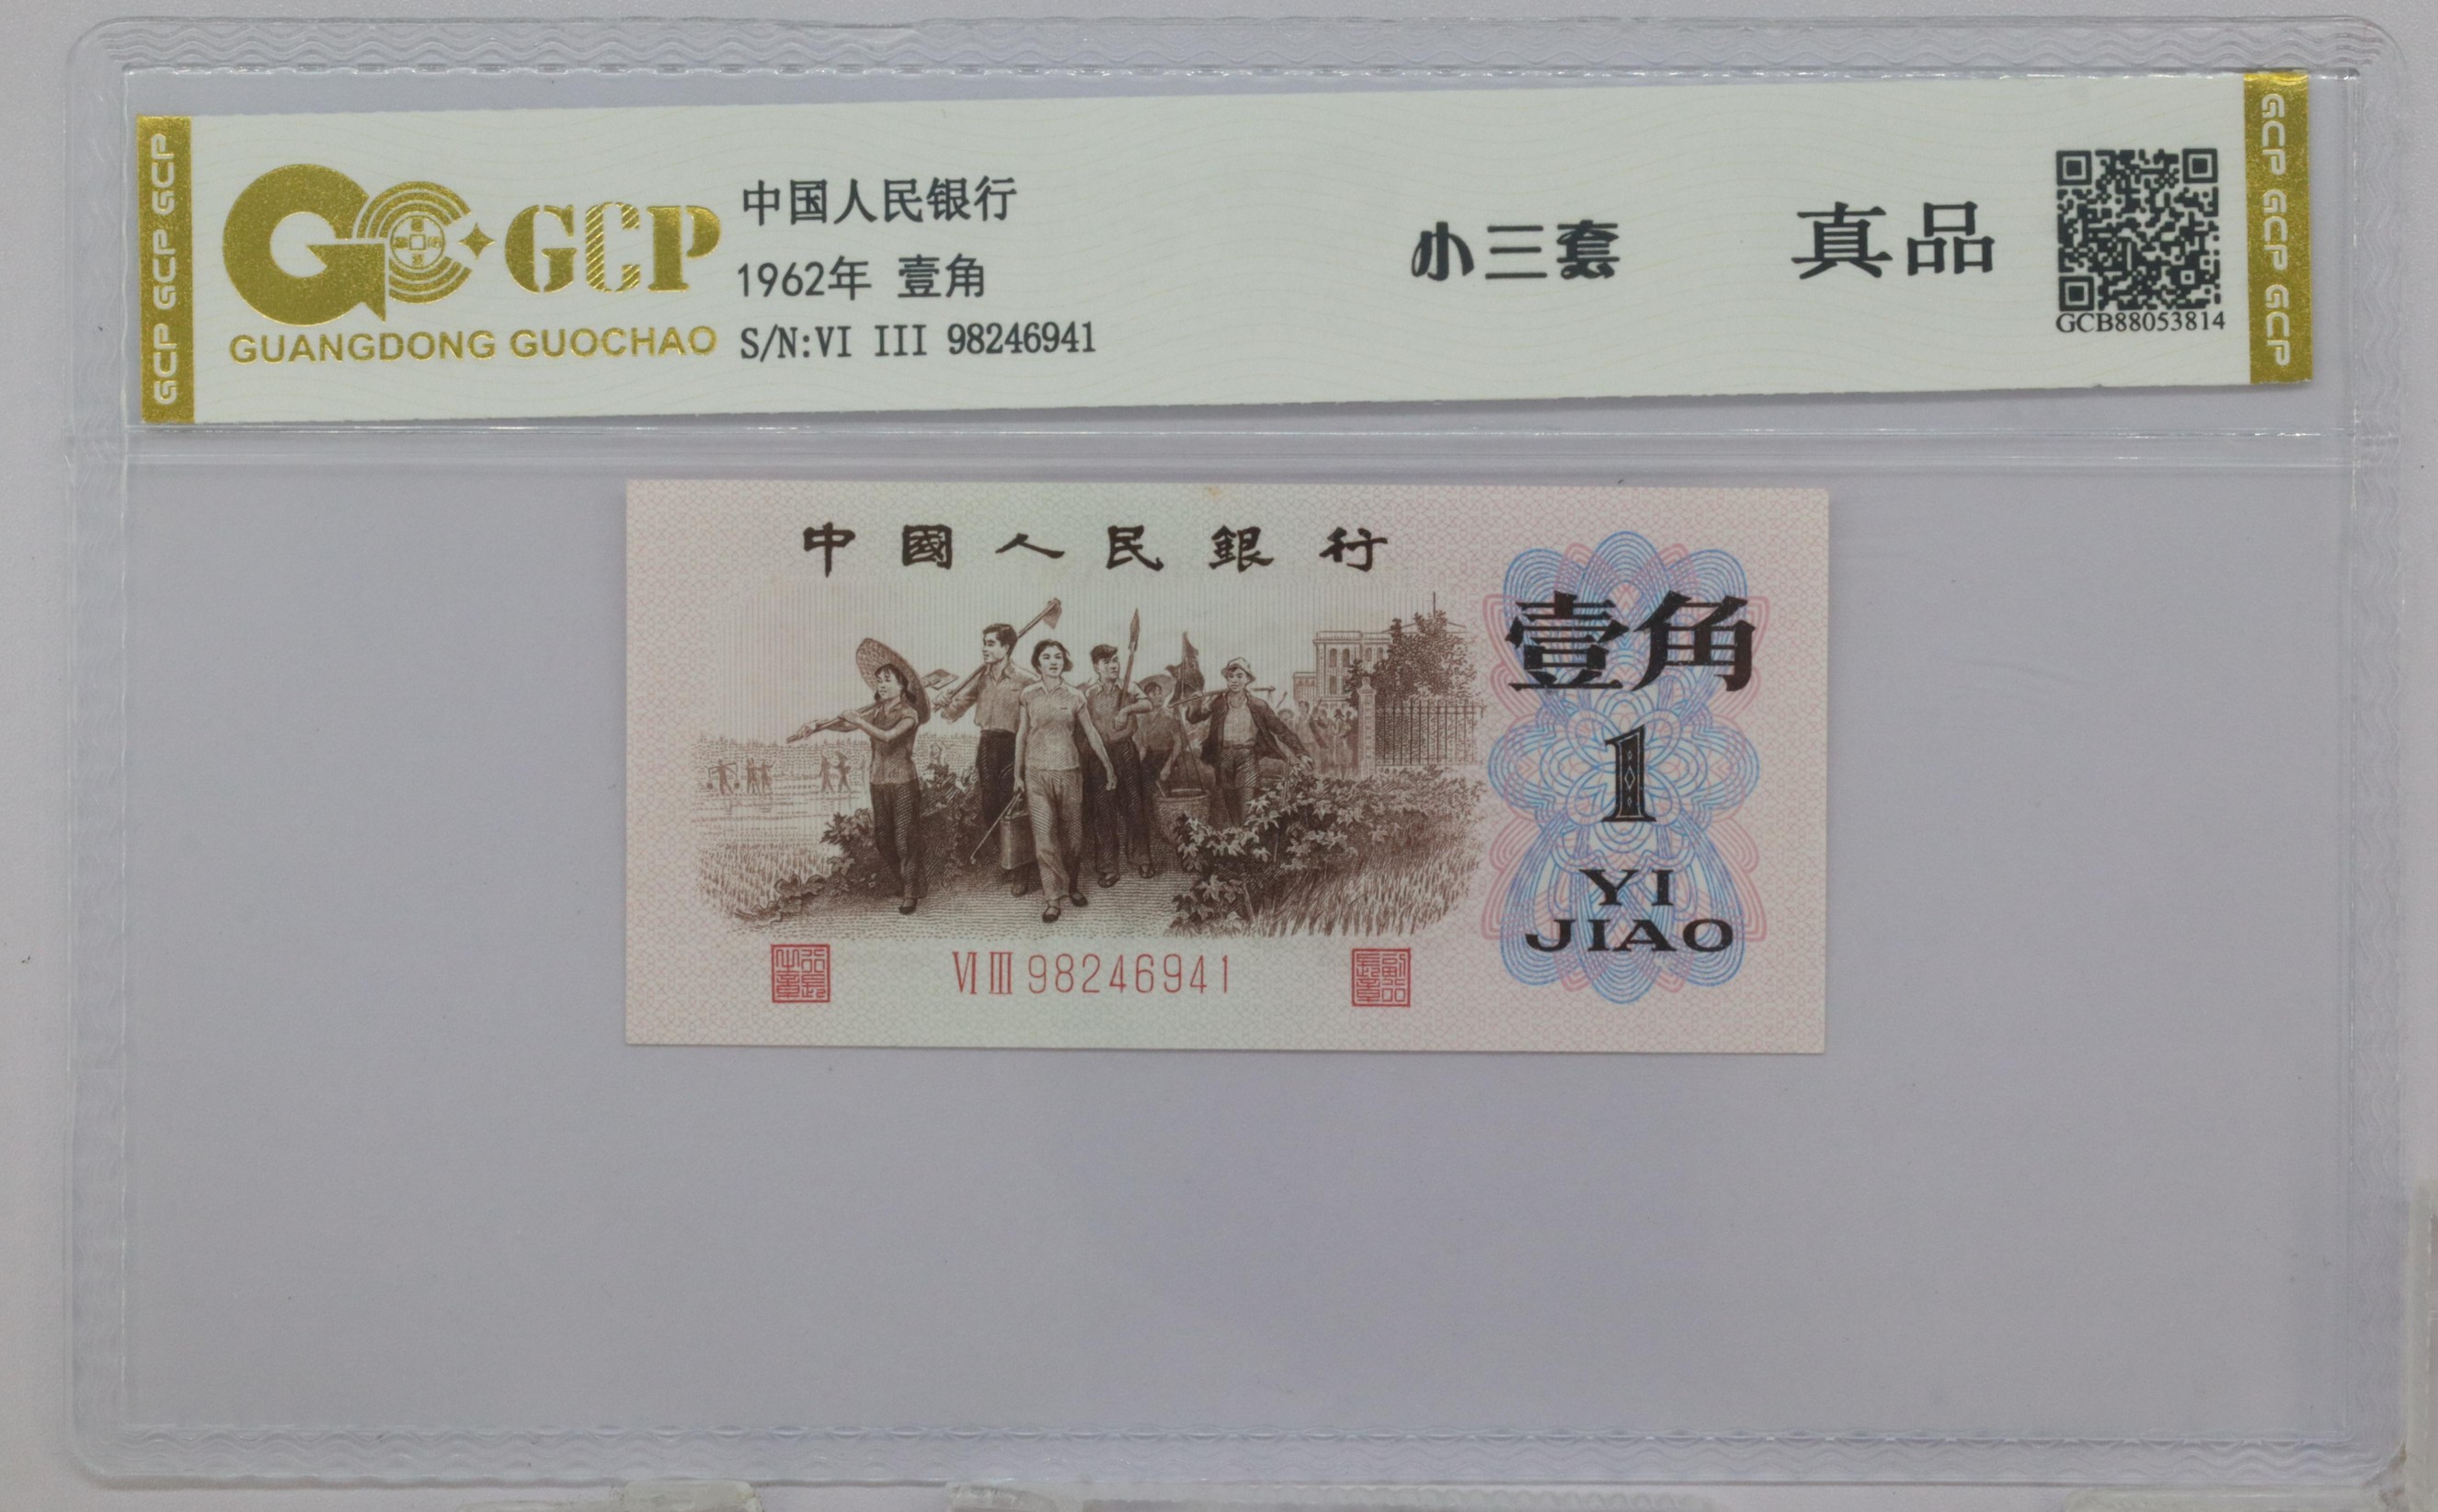 GCP GCP GCP
GCP
GUANGDONG GUOCHAO
中国人民银行
1962年 壹角
S/N:VI III 98246941
小三套
真品
GCB88053814
GCP GCP GCP
中國人民銀行
壹角
1
YI
JIAO
VI III 98246941